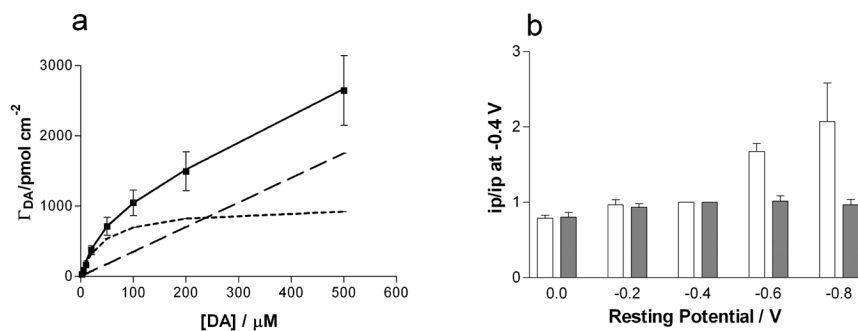 a
ΓDA/pmol cm-2
3000
2000
1000
0
0 100 200 300 400 500 600
[DA] / μM
b
ip/ip at -0.4 V
3
2
1
0
0.0 -0.2 -0.4 -0.6 -0.8
Resting Potential / V